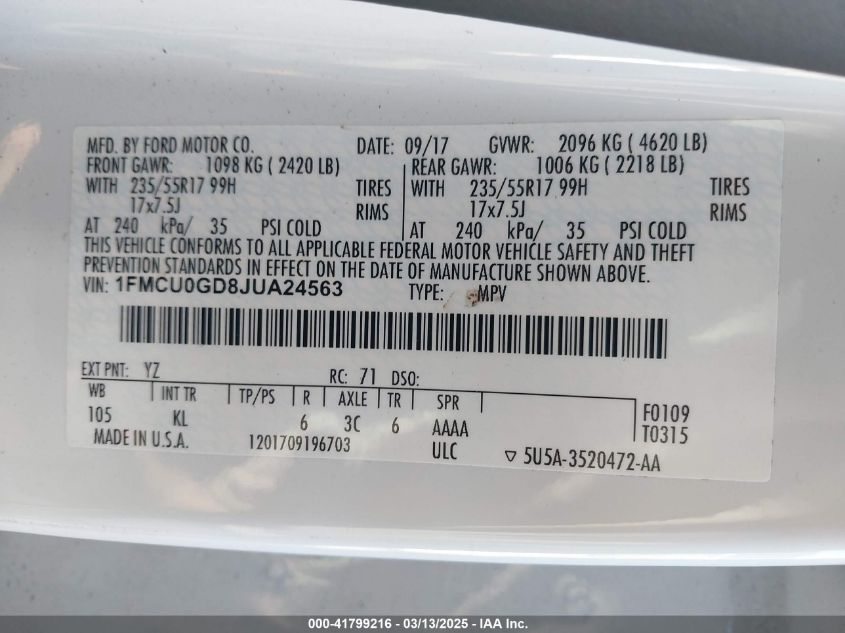 MFD. BY FORD MOTOR CO. DATE: 09/17 GVWR: 2096 KG ( 4620 LB)
FRONT GAWR: 1098 KG ( 2420 LB) REAR GAWR: 1006 KG ( 2218 LB)
WITH 235/55R17 99H TIRES WITH 235/55R17 99H TIRES
17x7.5J RIMS 17x7.5J RIMS
AT 240 kPa/ 35 PSI COLD AT 240 kPa/ 35 PSI COLD
THIS VEHICLE CONFORMS TO ALL APPLICABLE FEDERAL MOTOR VEHICLE SAFETY AND THEFT
PREVENTION STANDARDS IN EFFECT ON THE DATE OF MANUFACTURE SHOWN ABOVE.
VIN: 1FMCU0GD8JUA24563 TYPE: MPV
EXT PNT: YZ RC: 71 DSO:
WB INT TR TP/PS R AXLE TR SPR
105 KL 6 3C 6 AAAA F0109
MADE IN U.S.A. 1201709196703 ULC T0315
▽ 5U5A-3520472-AA
000-41799216 - 03/13/2025 - IAA Inc.